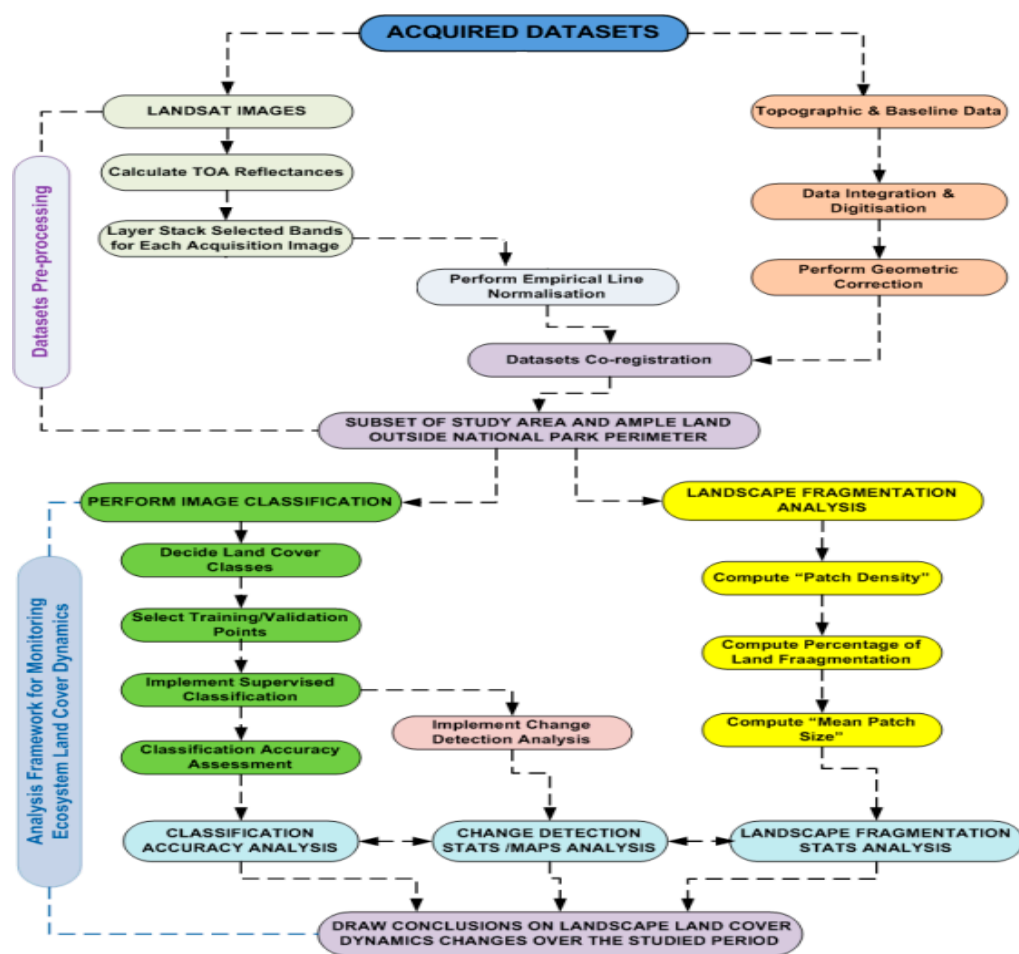 ACQUIRED DATASETS
LANDSAT IMAGES
Topographic & Baseline Data
Calculate TOA Reflectances
Data Integration &
Digitisation
Layer Stack Selected Bands
for Each Acquisition Image
Perform Empirical Line
Normalisation
Perform Geometric
Correction
Datasets Pre-processing
Datasets Co-registration
SUBSET OF STUDY AREA AND AMPLE LAND
OUTSIDE NATIONAL PARK PERIMETER
PERFORM IMAGE CLASSIFICATION
LANDSCAPE FRAGMENTATION
ANALYSIS
Decide Land Cover
Classes
Compute “Patch Density”
Select Training/Validation
Points
Compute Percentage of
Land Fraagmentation
Implement Supervised
Classification
Implement Change
Detection Analysis
Compute “Mean Patch
Size”
Classification Accuracy
Assessment
Analysis Framework for Monitoring
Ecosystem Land Cover Dynamics
CLASSIFICATION
ACCURACY ANALYSIS
CHANGE DETECTION
STATS /MAPS ANALYSIS
LANDSCAPE FRAGMENTATION
STATS ANALYSIS
DRAW CONCLUSIONS ON LANDSCAPE LAND COVER
DYNAMICS CHANGES OVER THE STUDIED PERIOD